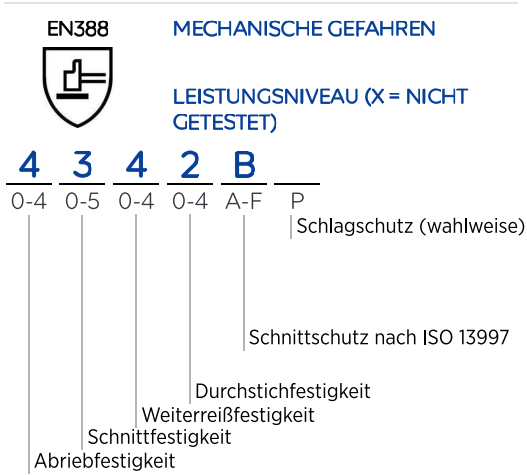 EN388
MECHANISCHE GEFAHREN
LEISTUNGSNIVEAU (X = NICHT
GETESTET)
4 3 4 2 B
0-4 0-5 0-4 0-4 A-F P
Schlagschutz (wahlweise)
Schnittschutz nach ISO 13997
Durchstichfestigkeit
Weiterreißfestigkeit
Schnittfestigkeit
Abriebfestigkeit